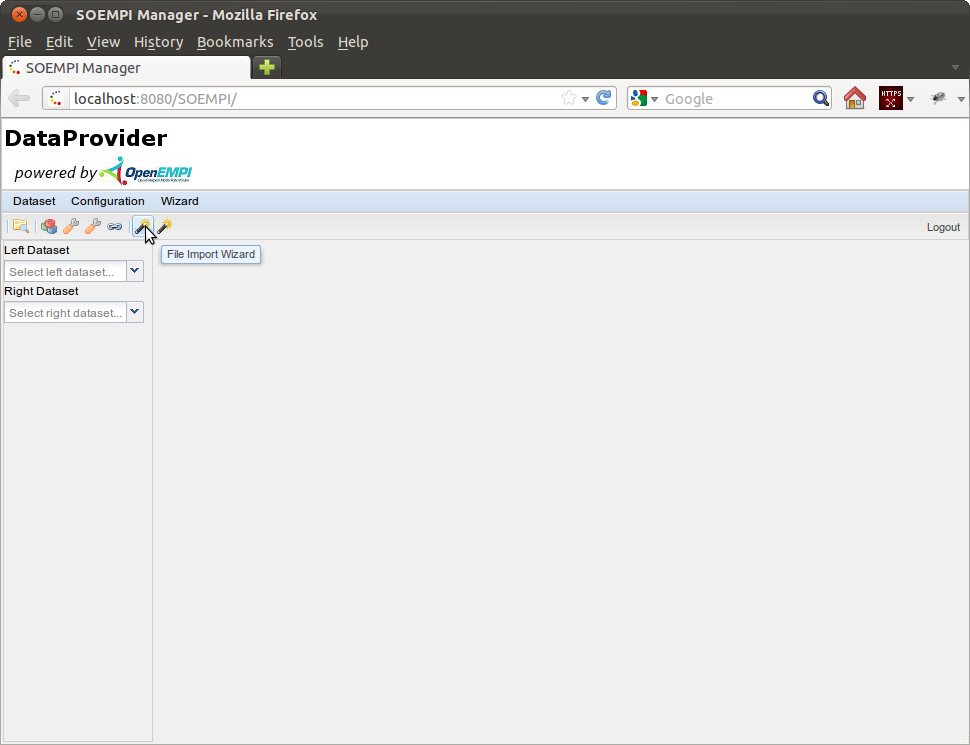 SOEMPI Manager - Mozilla Firefox
File Edit View History Bookmarks Tools Help
SOEMPI Manager
localhost:8080/SOEMPI/
Google
HTTPS
DataProvider
powered by OpenEMPI
Dataset Configuration Wizard
Logout
File Import Wizard
Left Dataset
Select left dataset...
Right Dataset
Select right dataset...